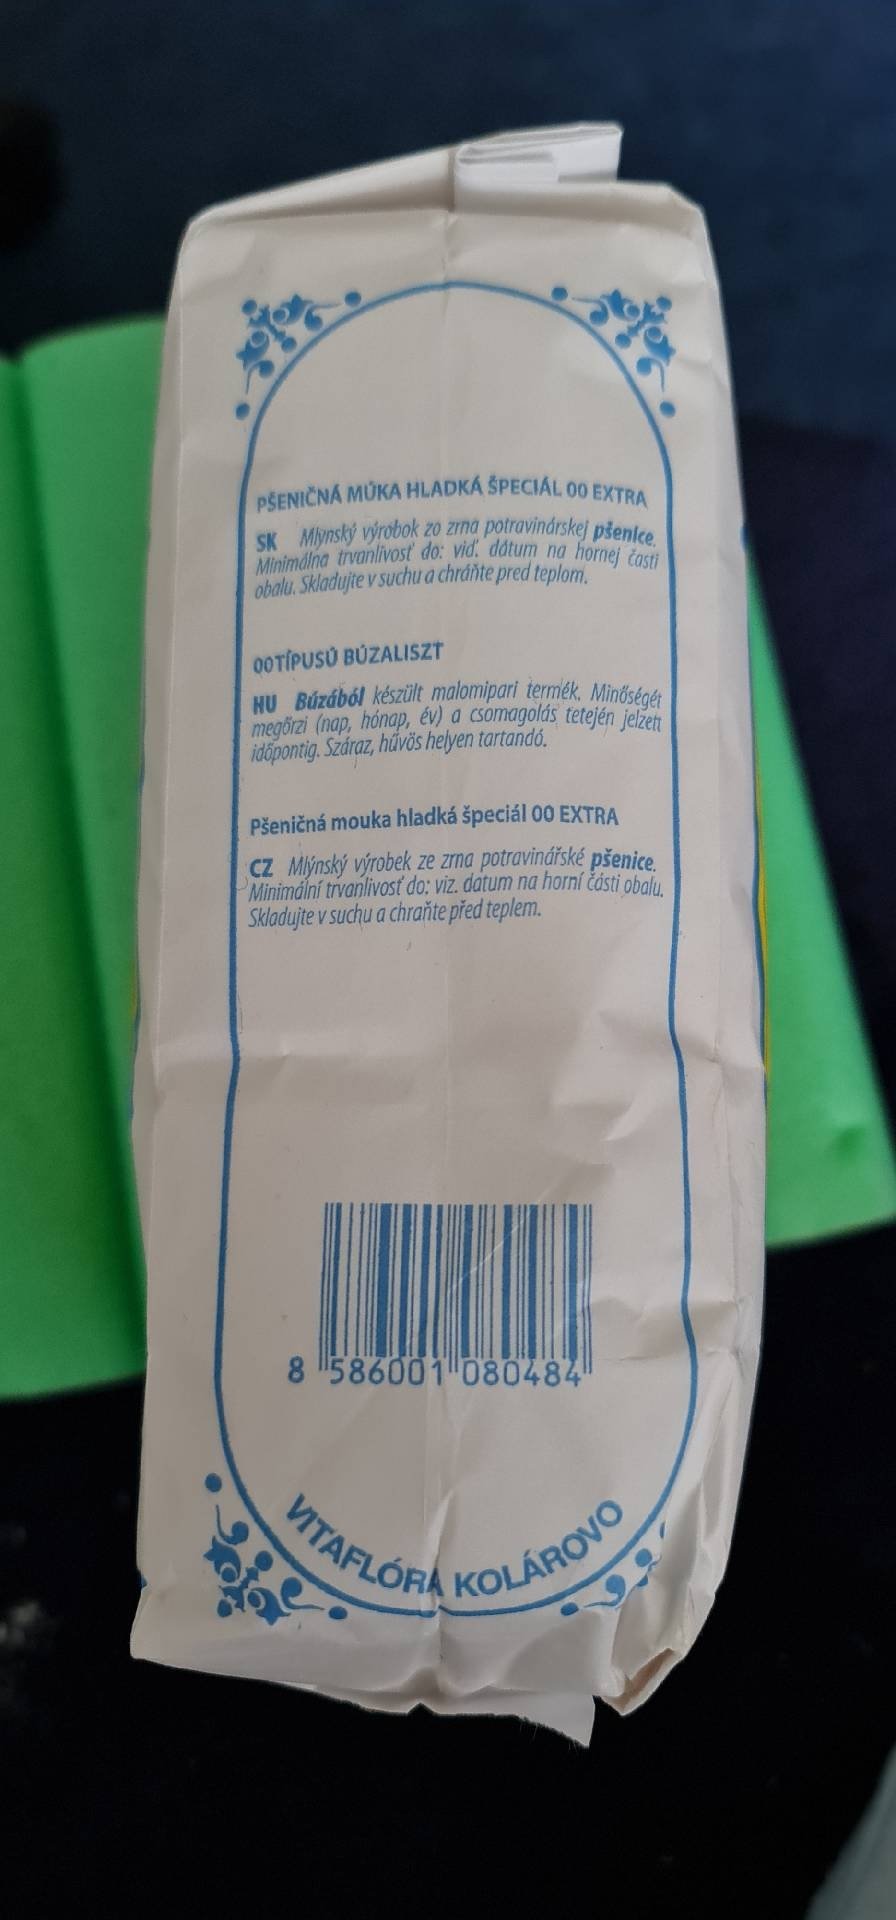 PŠENIČNÁ MÚKA HLADKÁ ŠPECIÁL 00 EXTRA
SK Mlynský výrobok zo zrna potravinárskej pšenice.
Minimálna trvanlivosť do: viď. dátum na hornej časti
obalu. Skladujte v suchu a chráňte pred teplom.
00 TÍPUSÚ BÚZALISZT
HU Búzából készült malomipari termék. Minőségét
megőrzi (nap, hónap, év) a csomagolás tetején jelzett
időpontig. Száraz, hűvös helyen tartandó.
Pšeničná mouka hladká špeciál 00 EXTRA
CZ Mlýnský výrobek ze zrna potravinářské pšenice.
Minimální trvanlivosť do: viz. datum na horní části obalu.
Skladujte v suchu a chraňte před teplem.
8 586001 080484
VITAFLÓRA KOLÁROVO